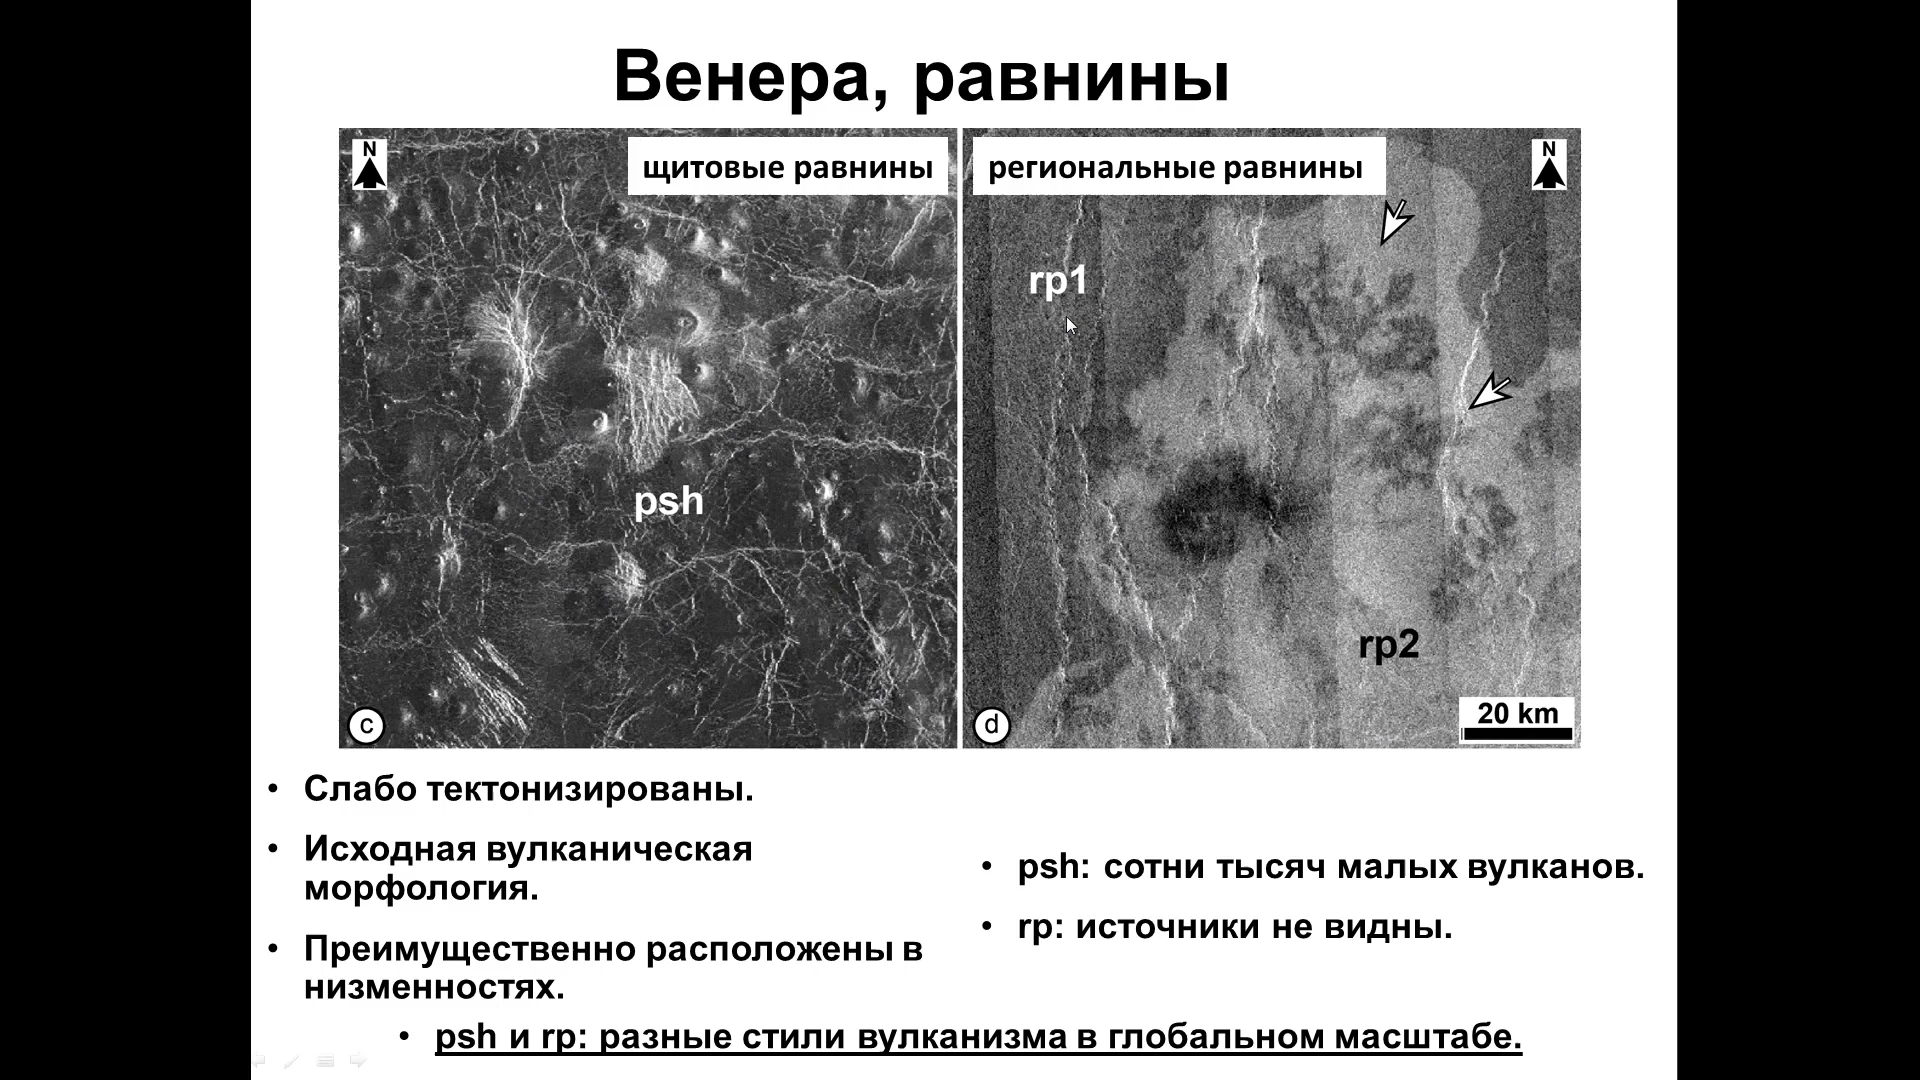 Венера, равнины
N
щитовые равнины
psh
c
региональные равнины
N
rp1
rp2
20 km
d
• Слабо тектонизированы.
• Исходная вулканическая
морфология.
• Преимущественно расположены в
низменностях.
• psh: сотни тысяч малых вулканов.
• rp: источники не видны.
• psh и rp: разные стили вулканизма в глобальном масштабе.